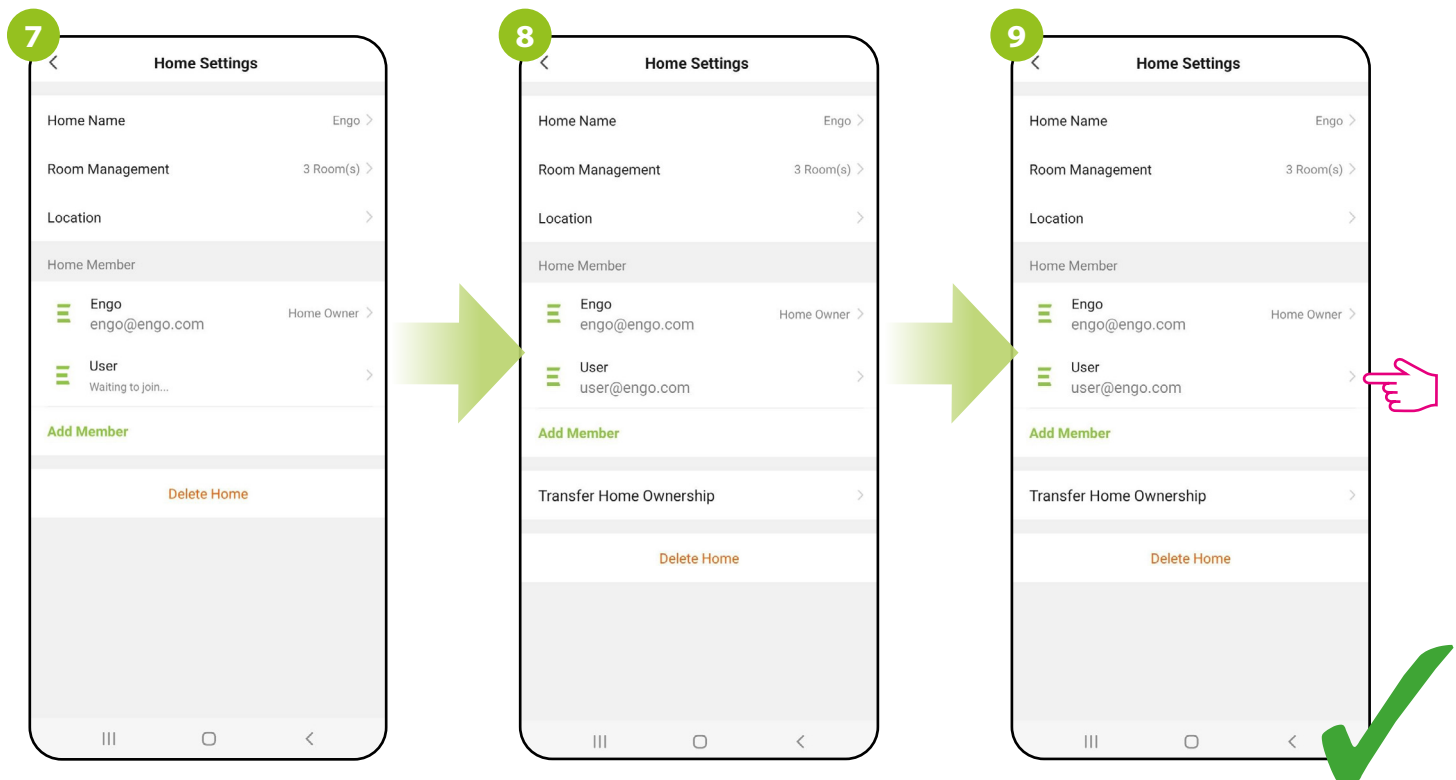 7
Home Settings
Home Name Engo
Room Management 3 Room(s)
Location
Home Member
Engo
engo@engo.com
Home Owner
User
Waiting to join...
Add Member
Delete Home
8
Home Settings
Home Name Engo
Room Management 3 Room(s)
Location
Home Member
Engo
engo@engo.com
Home Owner
User
user@engo.com
Add Member
Transfer Home Ownership
Delete Home
9
Home Settings
Home Name Engo
Room Management 3 Room(s)
Location
Home Member
Engo
engo@engo.com
Home Owner
User
user@engo.com
Add Member
Transfer Home Ownership
Delete Home